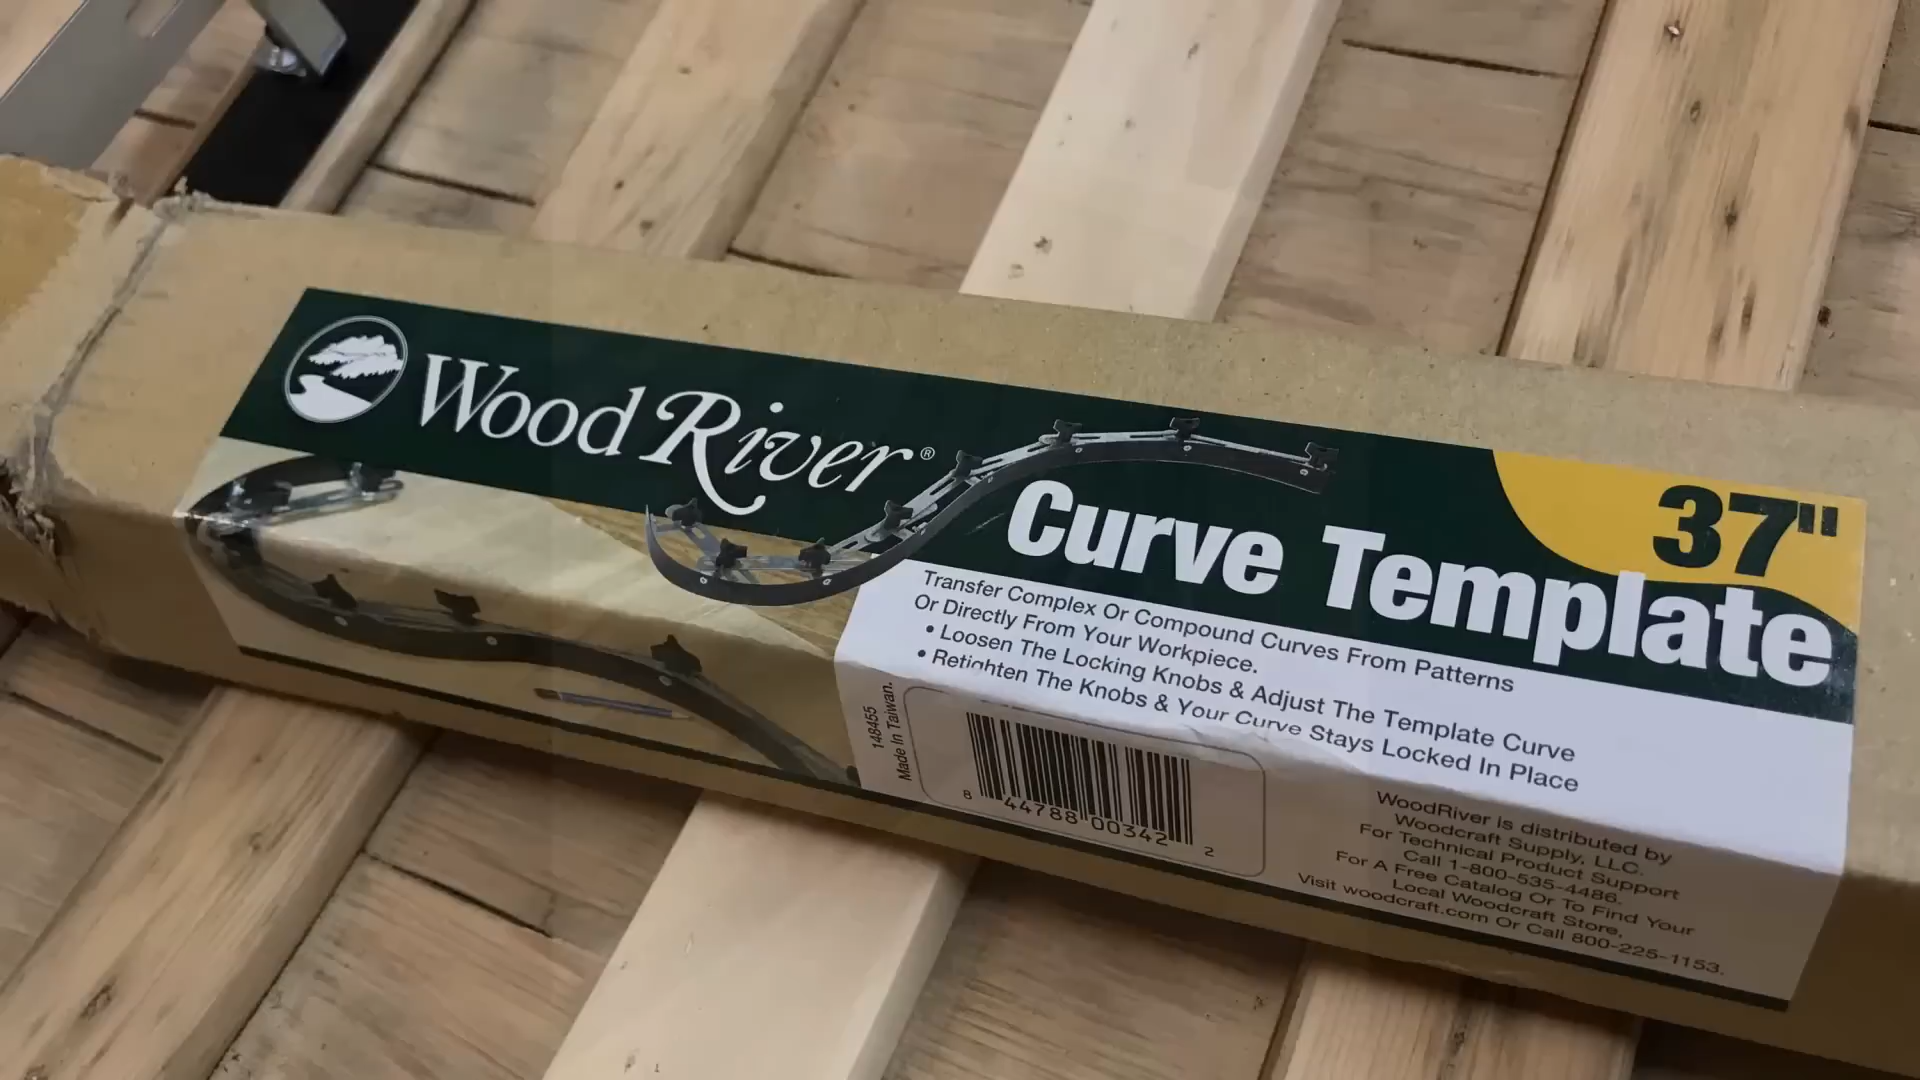 WoodRiver®
37"
Curve Template
Transfer Complex Or Compound Curves From Patterns
Or Directly From Your Workpiece.
• Loosen The Locking Knobs & Adjust The Template Curve
• Retighten The Knobs & Your Curve Stays Locked In Place
148455
Made In Taiwan.
8 44788 00342 2
WoodRiver is distributed by
Woodcraft Supply, LLC.
For Technical Product Support
Call 1-800-535-4486.
For A Free Catalog Or To Find Your
Local Woodcraft Store,
Visit woodcraft.com Or Call 800-225-1153.